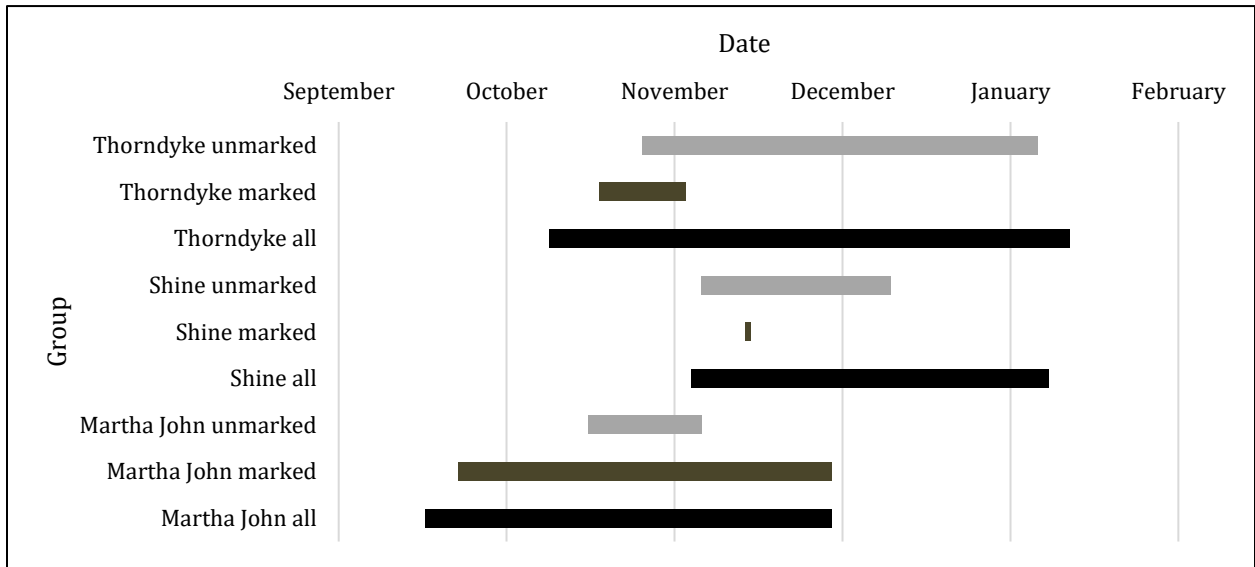 Date
September October November December January February
Thorndyke unmarked
Thorndyke marked
Thorndyke all
Shine unmarked
Shine marked
Shine all
Martha John unmarked
Martha John marked
Martha John all
Group